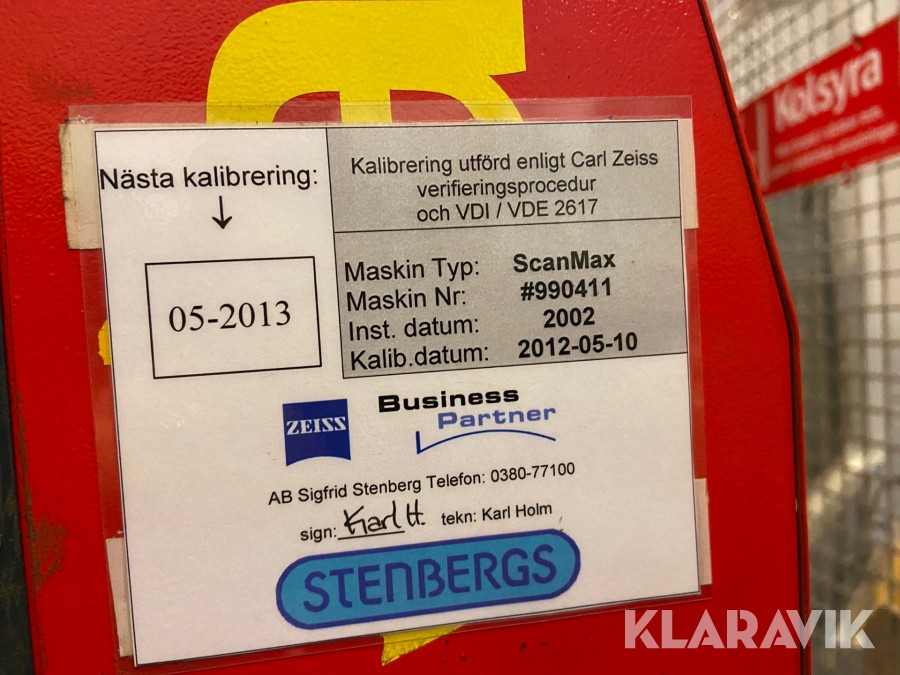 Nästa kalibrering:
↓
05-2013
Kalibrering utförd enligt Carl Zeiss
verifieringsprocedur
och VDI / VDE 2617
Maskin Typ: ScanMax
Maskin Nr: #990411
Inst. datum: 2002
Kalib.datum: 2012-05-10
ZEISS
Business
Partner
AB Sigfrid Stenberg Telefon: 0380-77100
sign: Karl H. tekn: Karl Holm
STENBERGS
Kolsyra
KLARAVIK